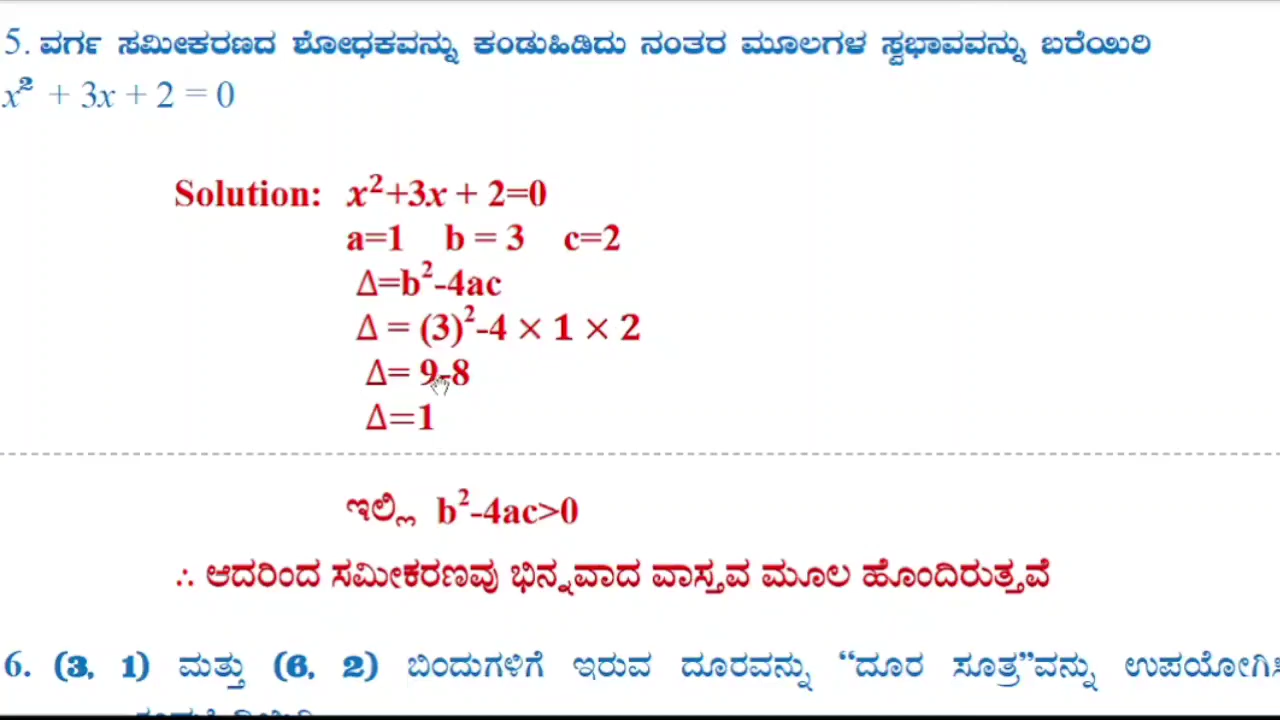 5. ವರ್ಗ ಸಮೀಕರಣದ ಶೋಧಕವನ್ನು ಕಂಡುಹಿಡಿದು ನಂತರ ಮೂಲಗಳ ಸ್ವಭಾವವನ್ನು ಬರೆಯಿರಿ
x² + 3x + 2 = 0
Solution: x²+3x + 2=0
a=1 b = 3 c=2
Δ=b²-4ac
Δ = (3)²-4 × 1 × 2
Δ= 9-8
Δ=1
ಇಲ್ಲಿ b²-4ac>0
∴ ಆದರಿಂದ ಸಮೀಕರಣವು ಭಿನ್ನವಾದ ವಾಸ್ತವ ಮೂಲ ಹೊಂದಿರುತ್ತವೆ
6. (3, 1) ಮತ್ತು (6, 2) ಬಿಂದುಗಳಿಗೆ ಇರುವ ದೂರವನ್ನು “ದೂರ ಸೂತ್ರ”ವನ್ನು